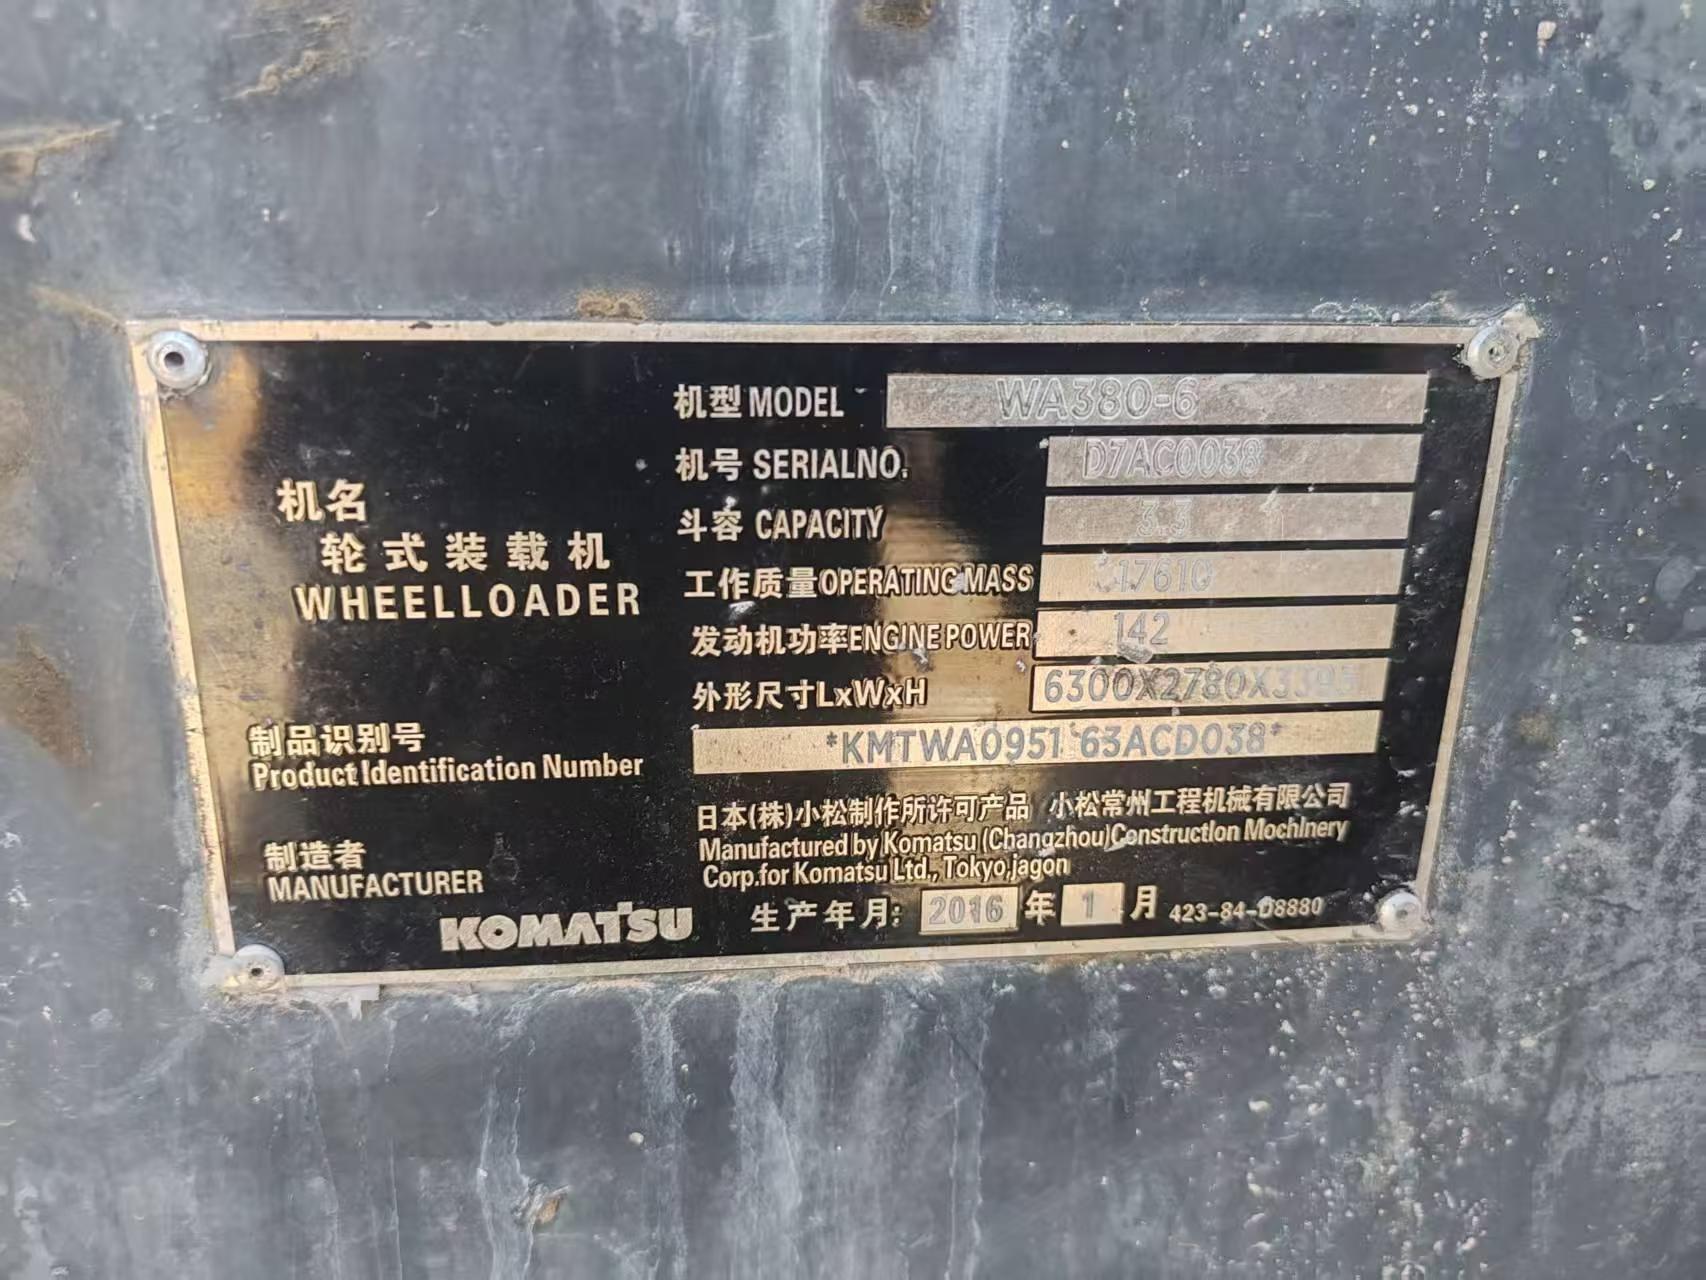 机型 MODEL WA380-6
机号 SERIALNO. D7AC0038
斗容 CAPACITY 3.3
工作质量 OPERATING MASS 17610
发动机功率 ENGINE POWER 142
外形尺寸 LxWxH 6300X2780X3395
机名
轮式装载机
WHEELLOADER
制品识别号
Product Identification Number
*KMTWA0951 63ACD038*
制造者
MANUFACTURER
日本(株)小松制作所许可产品 小松常州工程机械有限公司
Manufactured by Komatsu (Changzhou)Constructlon Mochlnery
Corp.for Komatsu Ltd., Tokyo,jagon
KOMATSU
生产年月: 2016 年 1 月 423-84-D8880